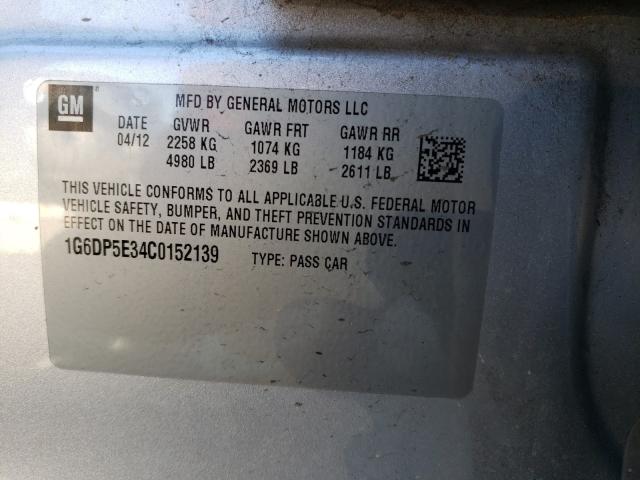 GM ® MFD BY GENERAL MOTORS LLC
DATE GVWR GAWR FRT GAWR RR
04/12 2258 KG 1074 KG 1184 KG
4980 LB 2369 LB 2611 LB
THIS VEHICLE CONFORMS TO ALL APPLICABLE U.S. FEDERAL MOTOR
VEHICLE SAFETY, BUMPER, AND THEFT PREVENTION STANDARDS IN
EFFECT ON THE DATE OF MANUFACTURE SHOWN ABOVE.
1G6DP5E34C0152139 TYPE: PASS CAR